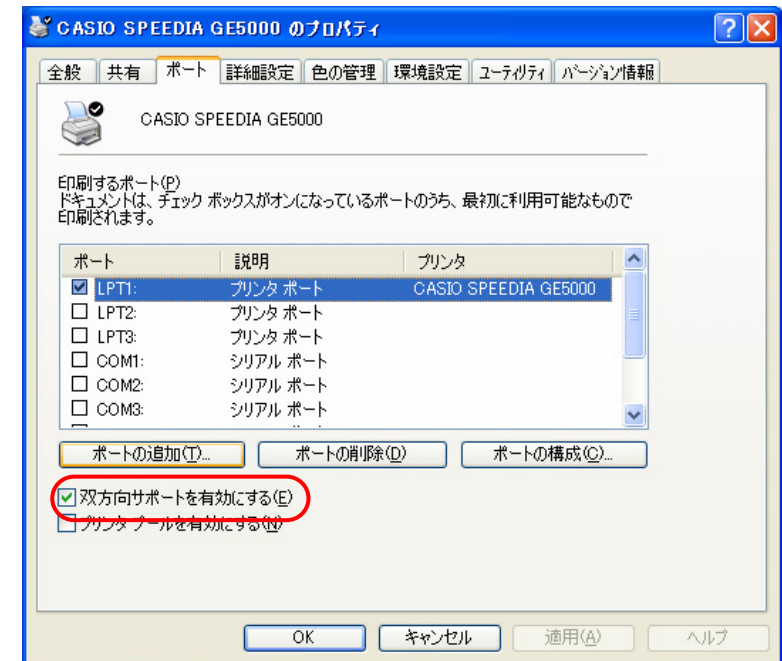 CASIO SPEEDIA GE5000 のプロパティ
全般 共有 ポート 詳細設定 色の管理 環境設定 ユーティリティ バージョン情報
CASIO SPEEDIA GE5000
印刷するポート(P)
ドキュメントは、チェック ボックスがオンになっているポートのうち、最初に利用可能なもので
印刷されます。
ポート 説明 プリンタ
LPT1: プリンタ ポート CASIO SPEEDIA GE5000
LPT2: プリンタ ポート
LPT3: プリンタ ポート
COM1: シリアル ポート
COM2: シリアル ポート
COM3: シリアル ポート
ポートの追加(T)... ポートの削除(D) ポートの構成(C)...
双方向サポートを有効にする(E)
プリンタ プールを有効にする(N)
OK キャンセル 適用(A) ヘルプ